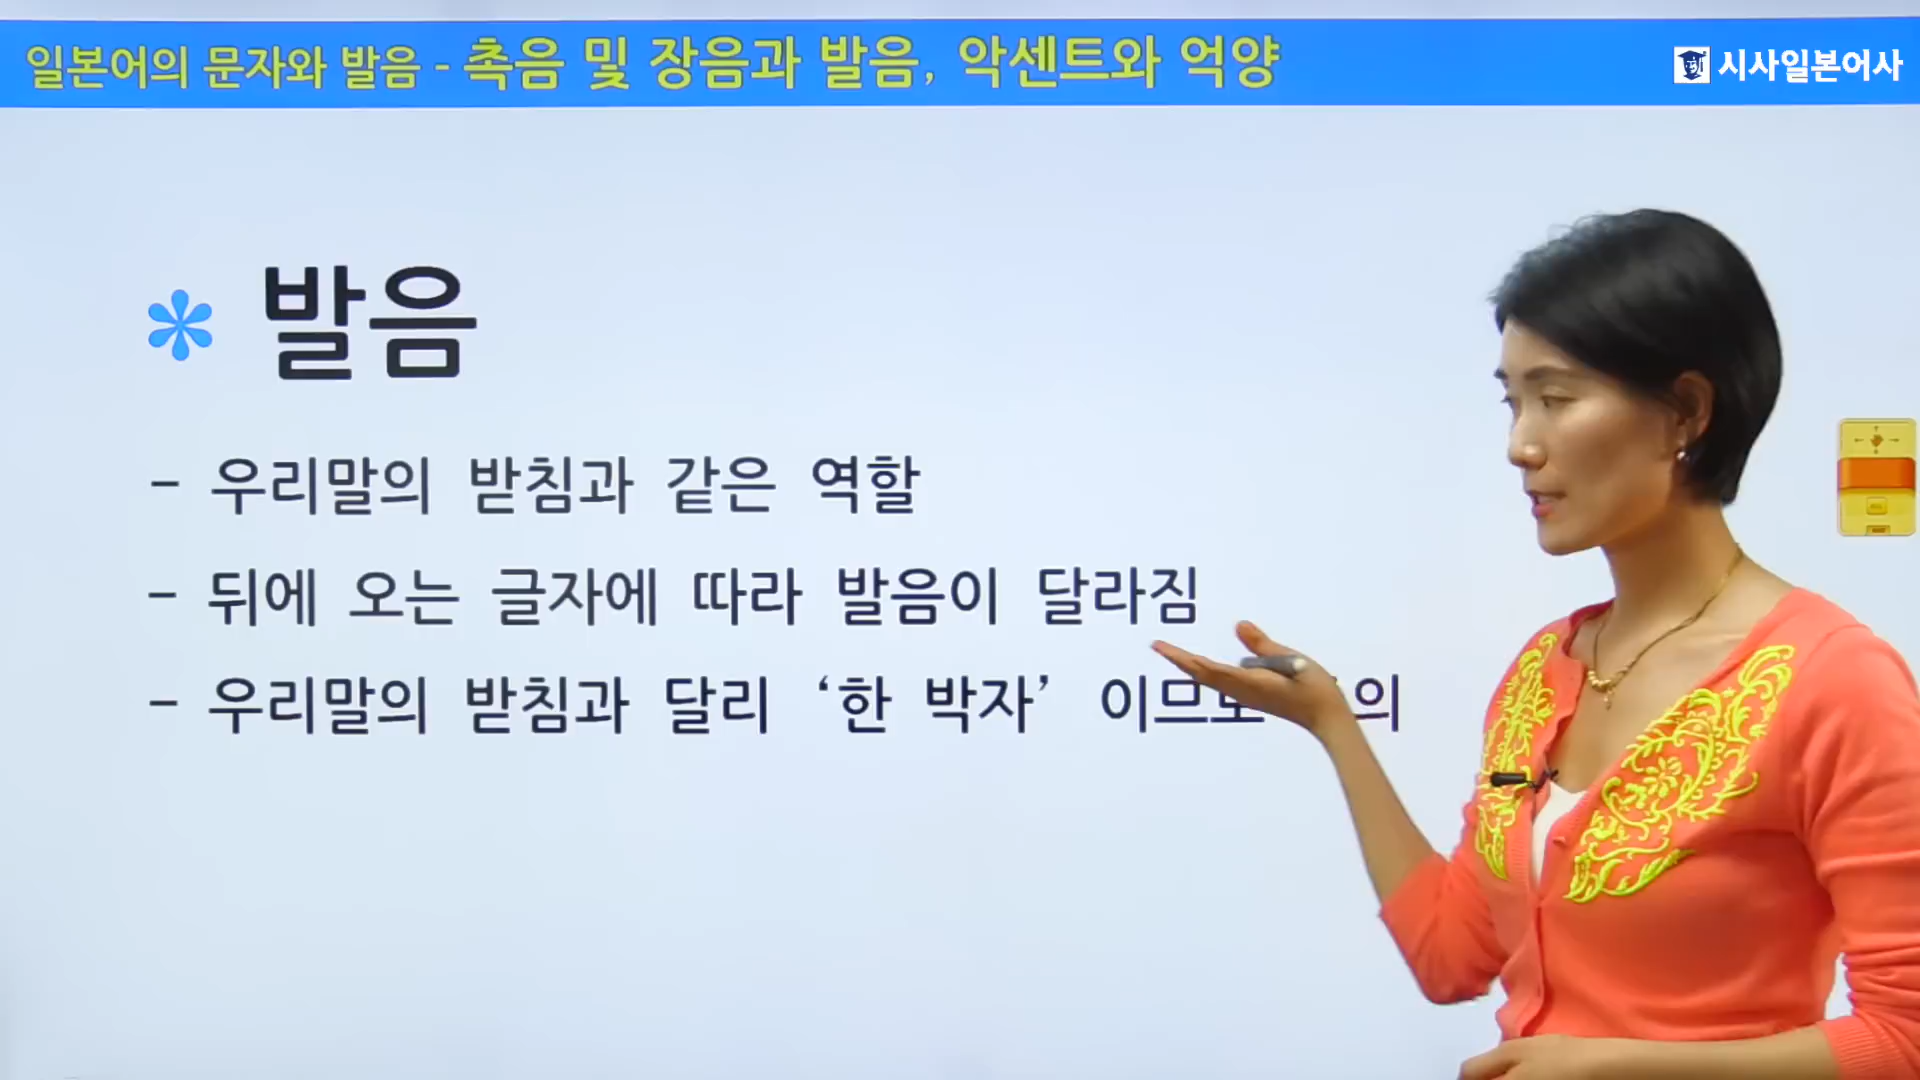 일본어의 문자와 발음 - 촉음 및 장음과 발음, 악센트와 억양
시사일본어사
* 발음
- 우리말의 받침과 같은 역할
- 뒤에 오는 글자에 따라 발음이 달라짐
- 우리말의 받침과 달리 ‘한 박자’ 이므로